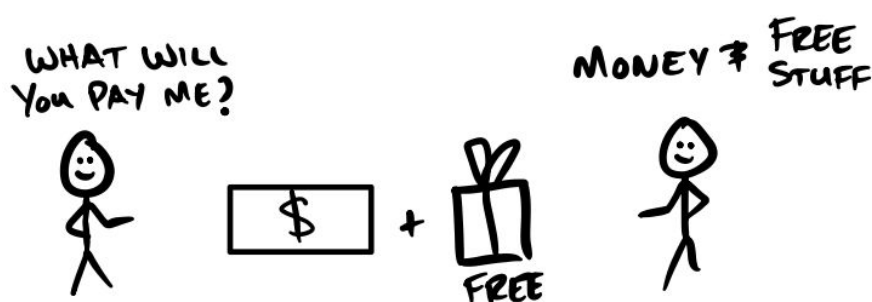 WHAT WILL
YOU PAY ME?
MONEY & FREE
STUFF
$
+
FREE